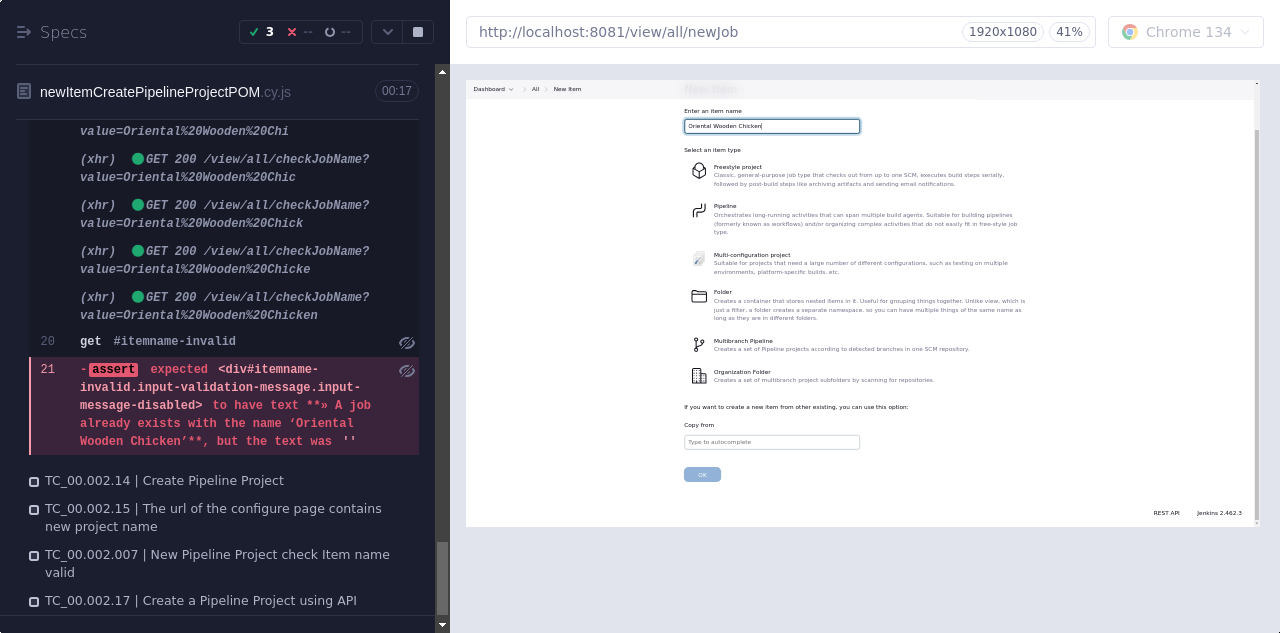 Specs
3
--
--
http://localhost:8081/view/all/newJob
1920x1080
41%
Chrome 134
newItemCreatePipelineProjectPOM.cy.js
00:17
value=Oriental%20Wooden%20Chi
(xhr) GET 200 /view/all/checkJobName?
value=Oriental%20Wooden%20Chic
(xhr) GET 200 /view/all/checkJobName?
value=Oriental%20Wooden%20Chick
(xhr) GET 200 /view/all/checkJobName?
value=Oriental%20Wooden%20Chicke
(xhr) GET 200 /view/all/checkJobName?
value=Oriental%20Wooden%20Chicken
20 get #itemname-invalid
21 -assert expected <div#itemname-
invalid.input-validation-message.input-
message-disabled> to have text **» A job
already exists with the name ‘Oriental
Wooden Chicken’**, but the text was ''
TC_00.002.14 | Create Pipeline Project
TC_00.002.15 | The url of the configure page contains
new project name
TC_00.002.007 | New Pipeline Project check Item name
valid
TC_00.002.17 | Create a Pipeline Project using API
Dashboard
All
New Item
New Item
Enter an item name
Oriental Wooden Chicken
Select an item type
Freestyle project
Classic, general-purpose job type that checks out from up to one SCM, executes build steps serially,
followed by post-build steps like archiving artifacts and sending email notifications.
Pipeline
Orchestrates long-running activities that can span multiple build agents. Suitable for building pipelines
(formerly known as workflows) and/or organizing complex activities that do not easily fit in free-style job
type.
Multi-configuration project
Suitable for projects that need a large number of different configurations, such as testing on multiple
environments, platform-specific builds, etc.
Folder
Creates a container that stores nested items in it. Useful for grouping things together. Unlike view, which is
just a filter, a folder creates a separate namespace, so you can have multiple things of the same name as
long as they are in different folders.
Multibranch Pipeline
Creates a set of Pipeline projects according to detected branches in one SCM repository.
Organization Folder
Creates a set of multibranch project subfolders by scanning for repositories.
If you want to create a new item from other existing, you can use this option:
Copy from
Type to autocomplete
OK
REST API
Jenkins 2.462.3